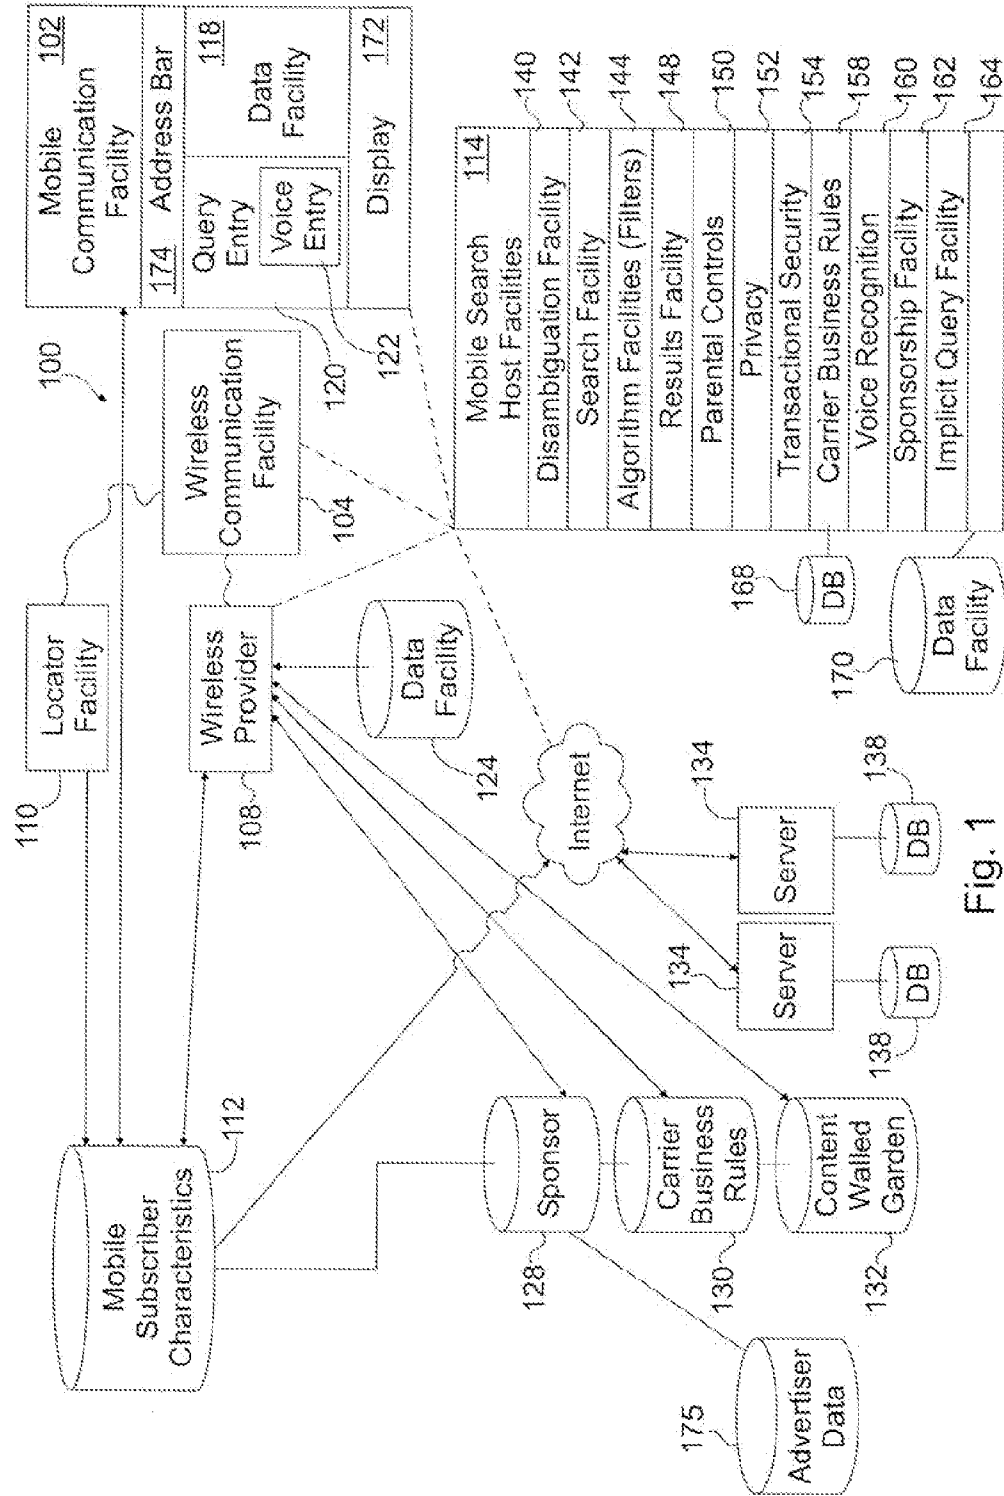 100
Mobile
Communication
Facility
102
174
Address Bar
Query
Entry
Voice
Entry
118
Data
Facility
Display
172
120
122
Wireless
Communication
Facility
104
Locator
Facility
110
Wireless
Provider
108
Data
Facility
124
Mobile
Subscriber
Characteristics
112
Internet
Sponsor
128
Carrier
Business
Rules
130
Content
Walled
Garden
132
Advertiser
Data
175
Server
134
DB
138
Server
134
DB
138
Mobile Search
Host Facilities
114
Disambiguation Facility
140
Search Facility
142
Algorithm Facilities (Filters)
144
Results Facility
148
Parental Controls
150
Privacy
152
Transactional Security
154
Carrier Business Rules
158
Voice Recognition
160
Sponsorship Facility
162
Implicit Query Facility
164
168
DB
170
Data
Facility
Fig. 1